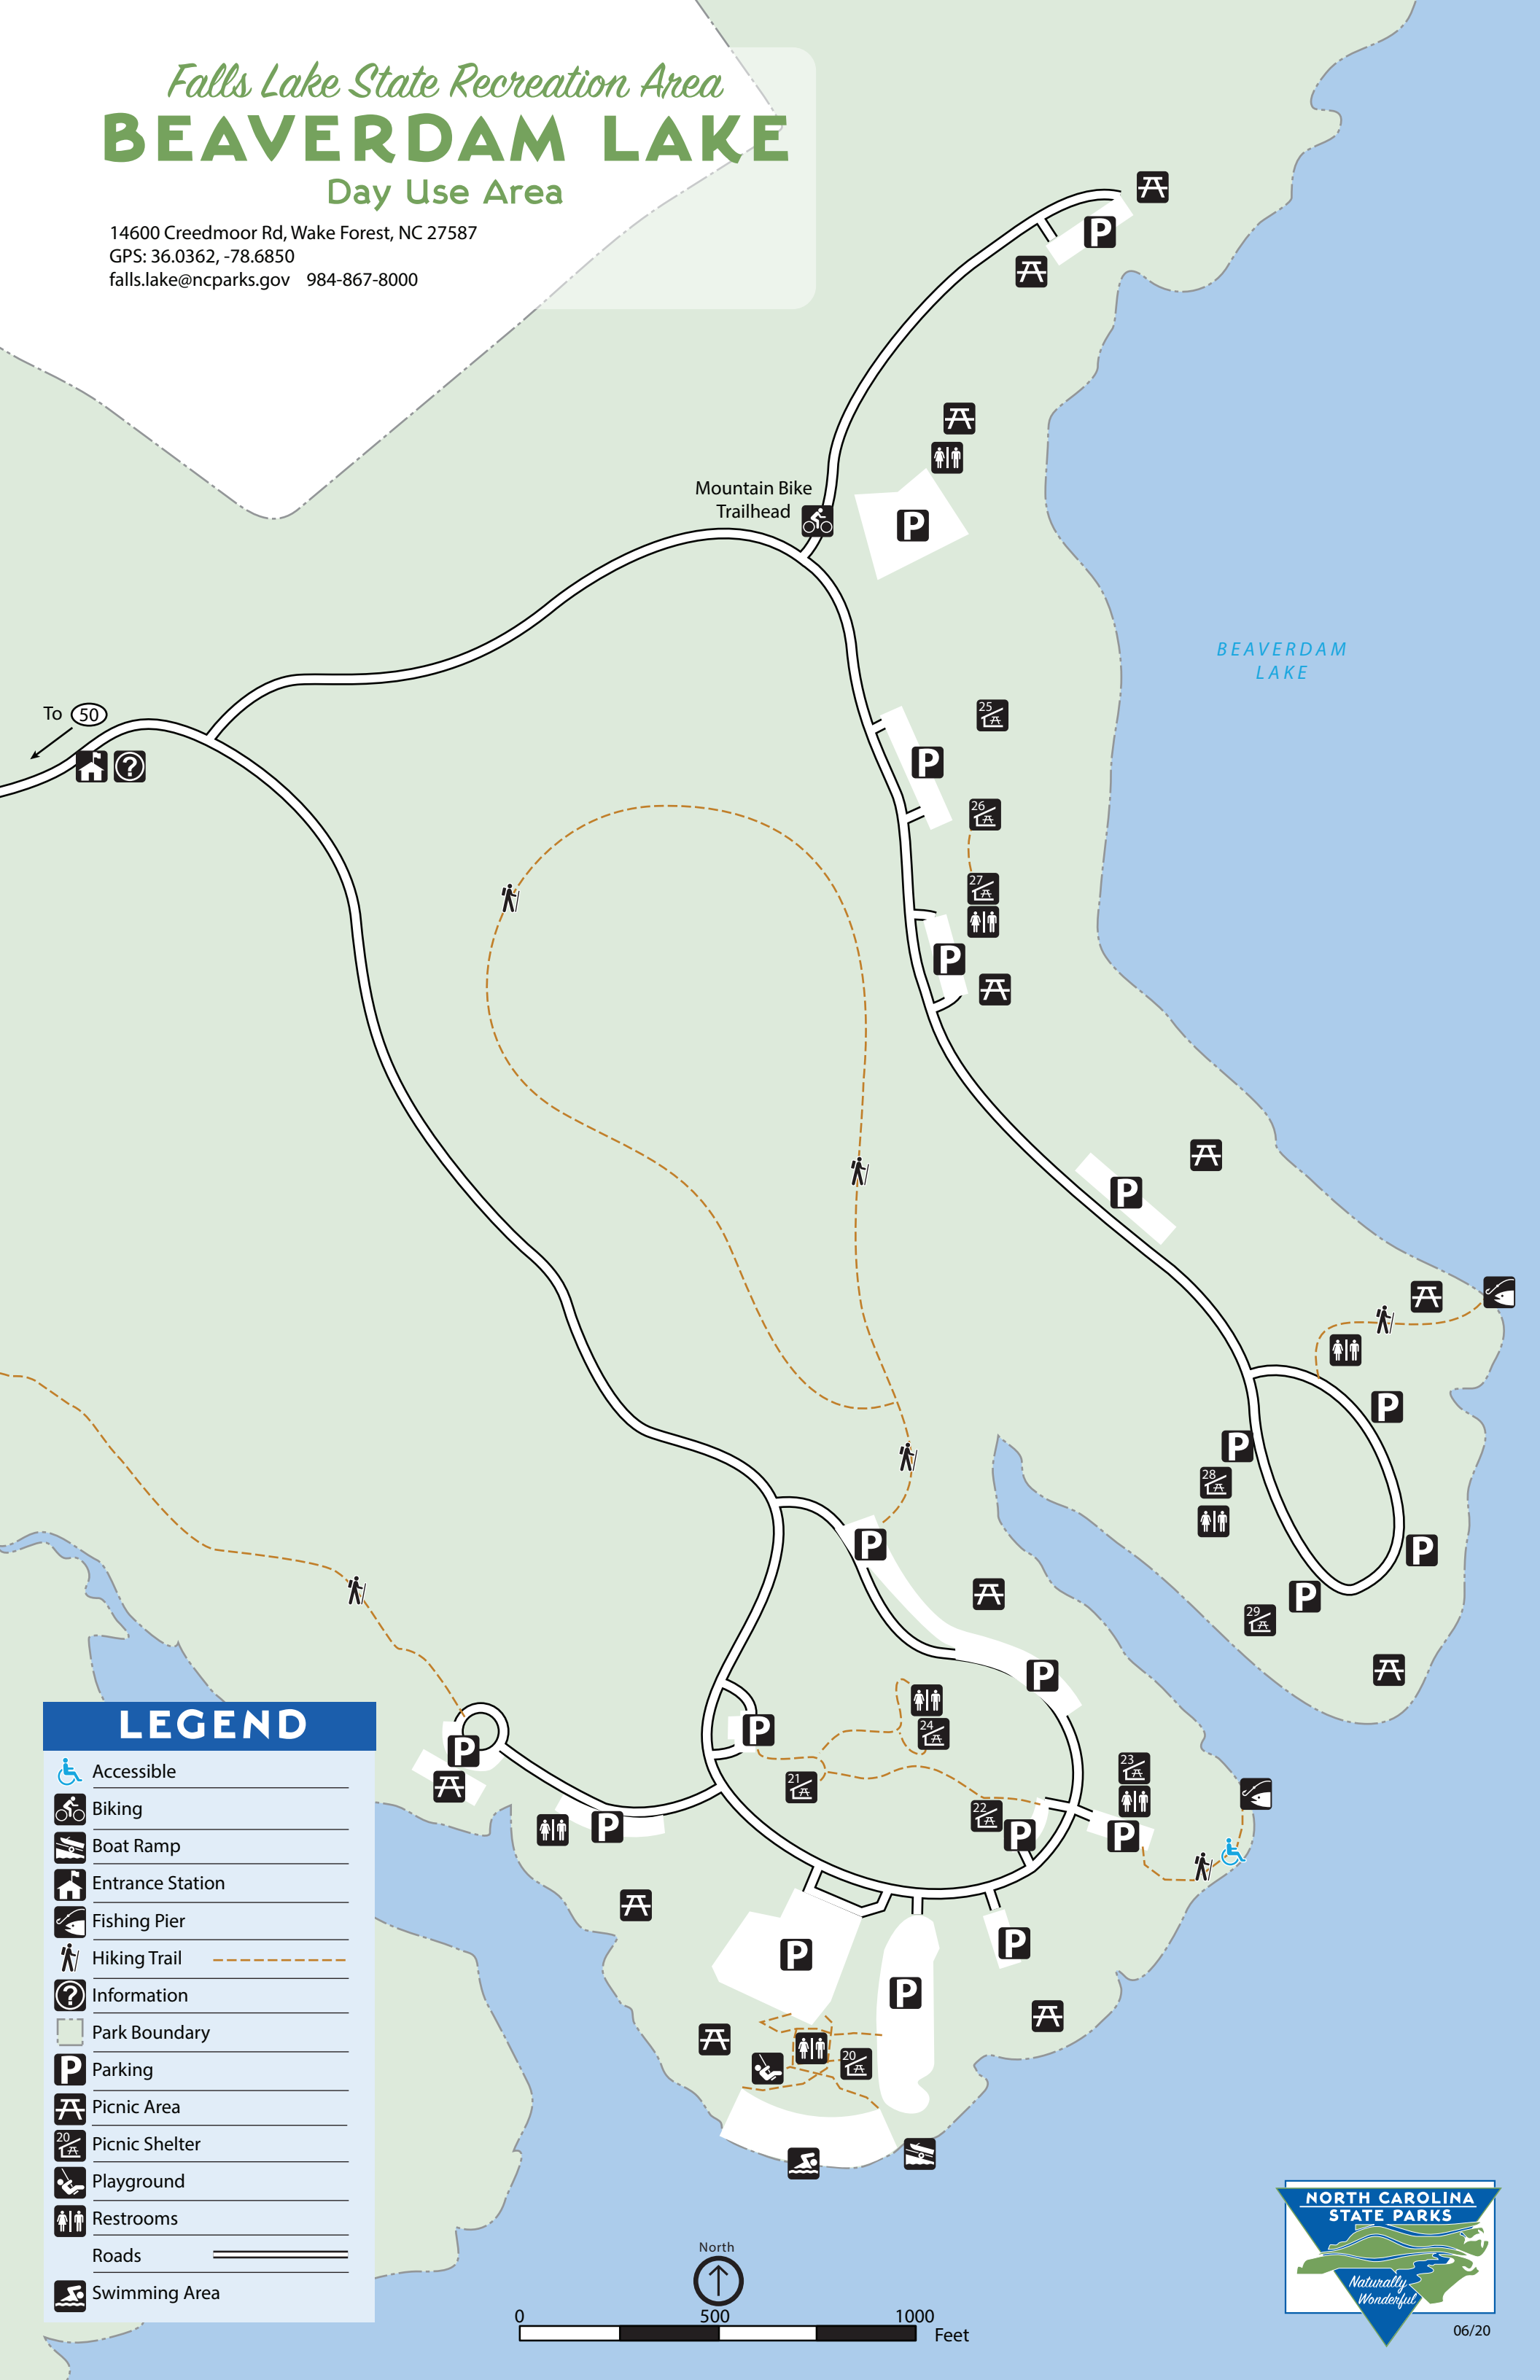 Falls Lake State Recreation Area
BEAVERDAM LAKE
Day Use Area
14600 Creedmoor Rd, Wake Forest, NC 27587
GPS: 36.0362, -78.6850
falls.lake@ncparks.gov 984-867-8000
P
P
Mountain Bike
Trailhead
BEAVERDAM
LAKE
To 50
?
25
P
26
27
P
P
P
P
28
P
P
29
P
P
P
24
P
21
23
22
P
P
P
P
P
P
P
20
LEGEND
Accessible
Biking
Boat Ramp
Entrance Station
Fishing Pier
Hiking Trail
? Information
Park Boundary
P Parking
Picnic Area
20 Picnic Shelter
Playground
Restrooms
Roads
Swimming Area
North
0 500 1000
Feet
NORTH CAROLINA
STATE PARKS
Naturally
Wonderful
06/20